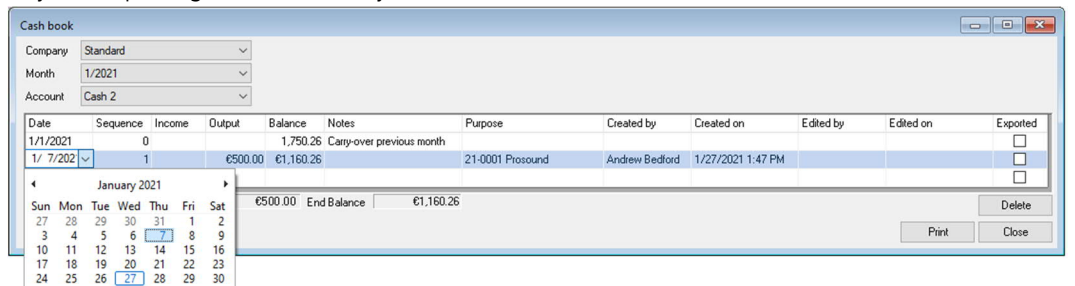 Cash book
Company Standard
Month 1/2021
Account Cash 2
Date Sequence Income Output Balance Notes Purpose Created by Created on Edited by Edited on Exported
1/1/2021 0 1,750.26 Carry-over previous month
1/ 7/202 1 €500.00 €1,160.26 21-0001 Prosound Andrew Bedford 1/27/2021 1:47 PM
January 2021
€500.00 End Balance €1,160.26 Delete
Sun Mon Tue Wed Thu Fri Sat
27 28 29 30 31 1 2
3 4 5 6 7 8 9
Print Close
10 11 12 13 14 15 16
17 18 19 20 21 22 23
24 25 26 27 28 29 30